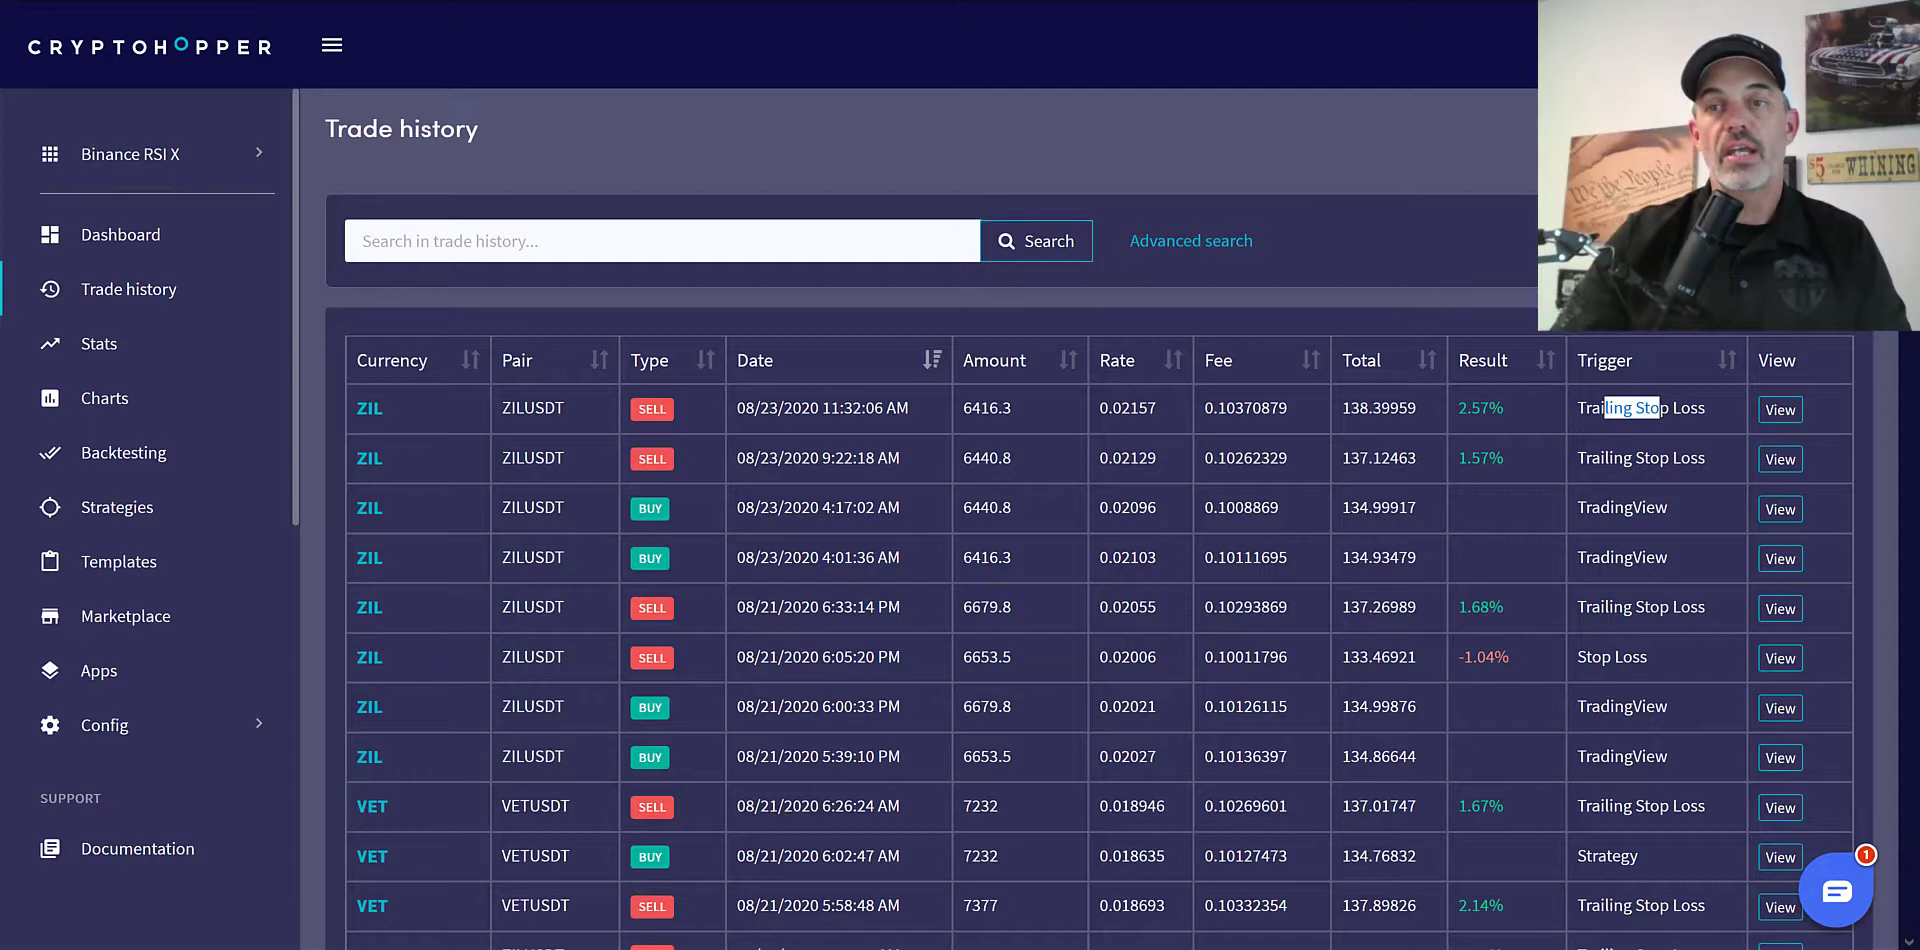 CRYPTOHOPPER
Binance RSI X
Dashboard
Trade history
Stats
Charts
Backtesting
Strategies
Templates
Marketplace
Apps
Config
SUPPORT
Documentation
Trade history
Search in trade history...
Search
Advanced search
Currency Pair Type Date Amount Rate Fee Total Result Trigger View
ZIL ZILUSDT SELL 08/23/2020 11:32:06 AM 6416.3 0.02157 0.10370879 138.39959 2.57% Trailing Stop Loss View
ZIL ZILUSDT SELL 08/23/2020 9:22:18 AM 6440.8 0.02129 0.10262329 137.12463 1.57% Trailing Stop Loss View
ZIL ZILUSDT BUY 08/23/2020 4:17:02 AM 6440.8 0.02096 0.1008869 134.99917 TradingView View
ZIL ZILUSDT BUY 08/23/2020 4:01:36 AM 6416.3 0.02103 0.10111695 134.93479 TradingView View
ZIL ZILUSDT SELL 08/21/2020 6:33:14 PM 6679.8 0.02055 0.10293869 137.26989 1.68% Trailing Stop Loss View
ZIL ZILUSDT SELL 08/21/2020 6:05:20 PM 6653.5 0.02006 0.10011796 133.46921 -1.04% Stop Loss View
ZIL ZILUSDT BUY 08/21/2020 6:00:33 PM 6679.8 0.02021 0.10126115 134.99876 TradingView View
ZIL ZILUSDT BUY 08/21/2020 5:39:10 PM 6653.5 0.02027 0.10136397 134.86644 TradingView View
VET VETUSDT SELL 08/21/2020 6:26:24 AM 7232 0.018946 0.10269601 137.01747 1.67% Trailing Stop Loss View
VET VETUSDT BUY 08/21/2020 6:02:47 AM 7232 0.018635 0.10127473 134.76832 Strategy View
VET VETUSDT SELL 08/21/2020 5:58:48 AM 7377 0.018693 0.10332354 137.89826 2.14% Trailing Stop Loss View
1
We the People
$5 WHINING